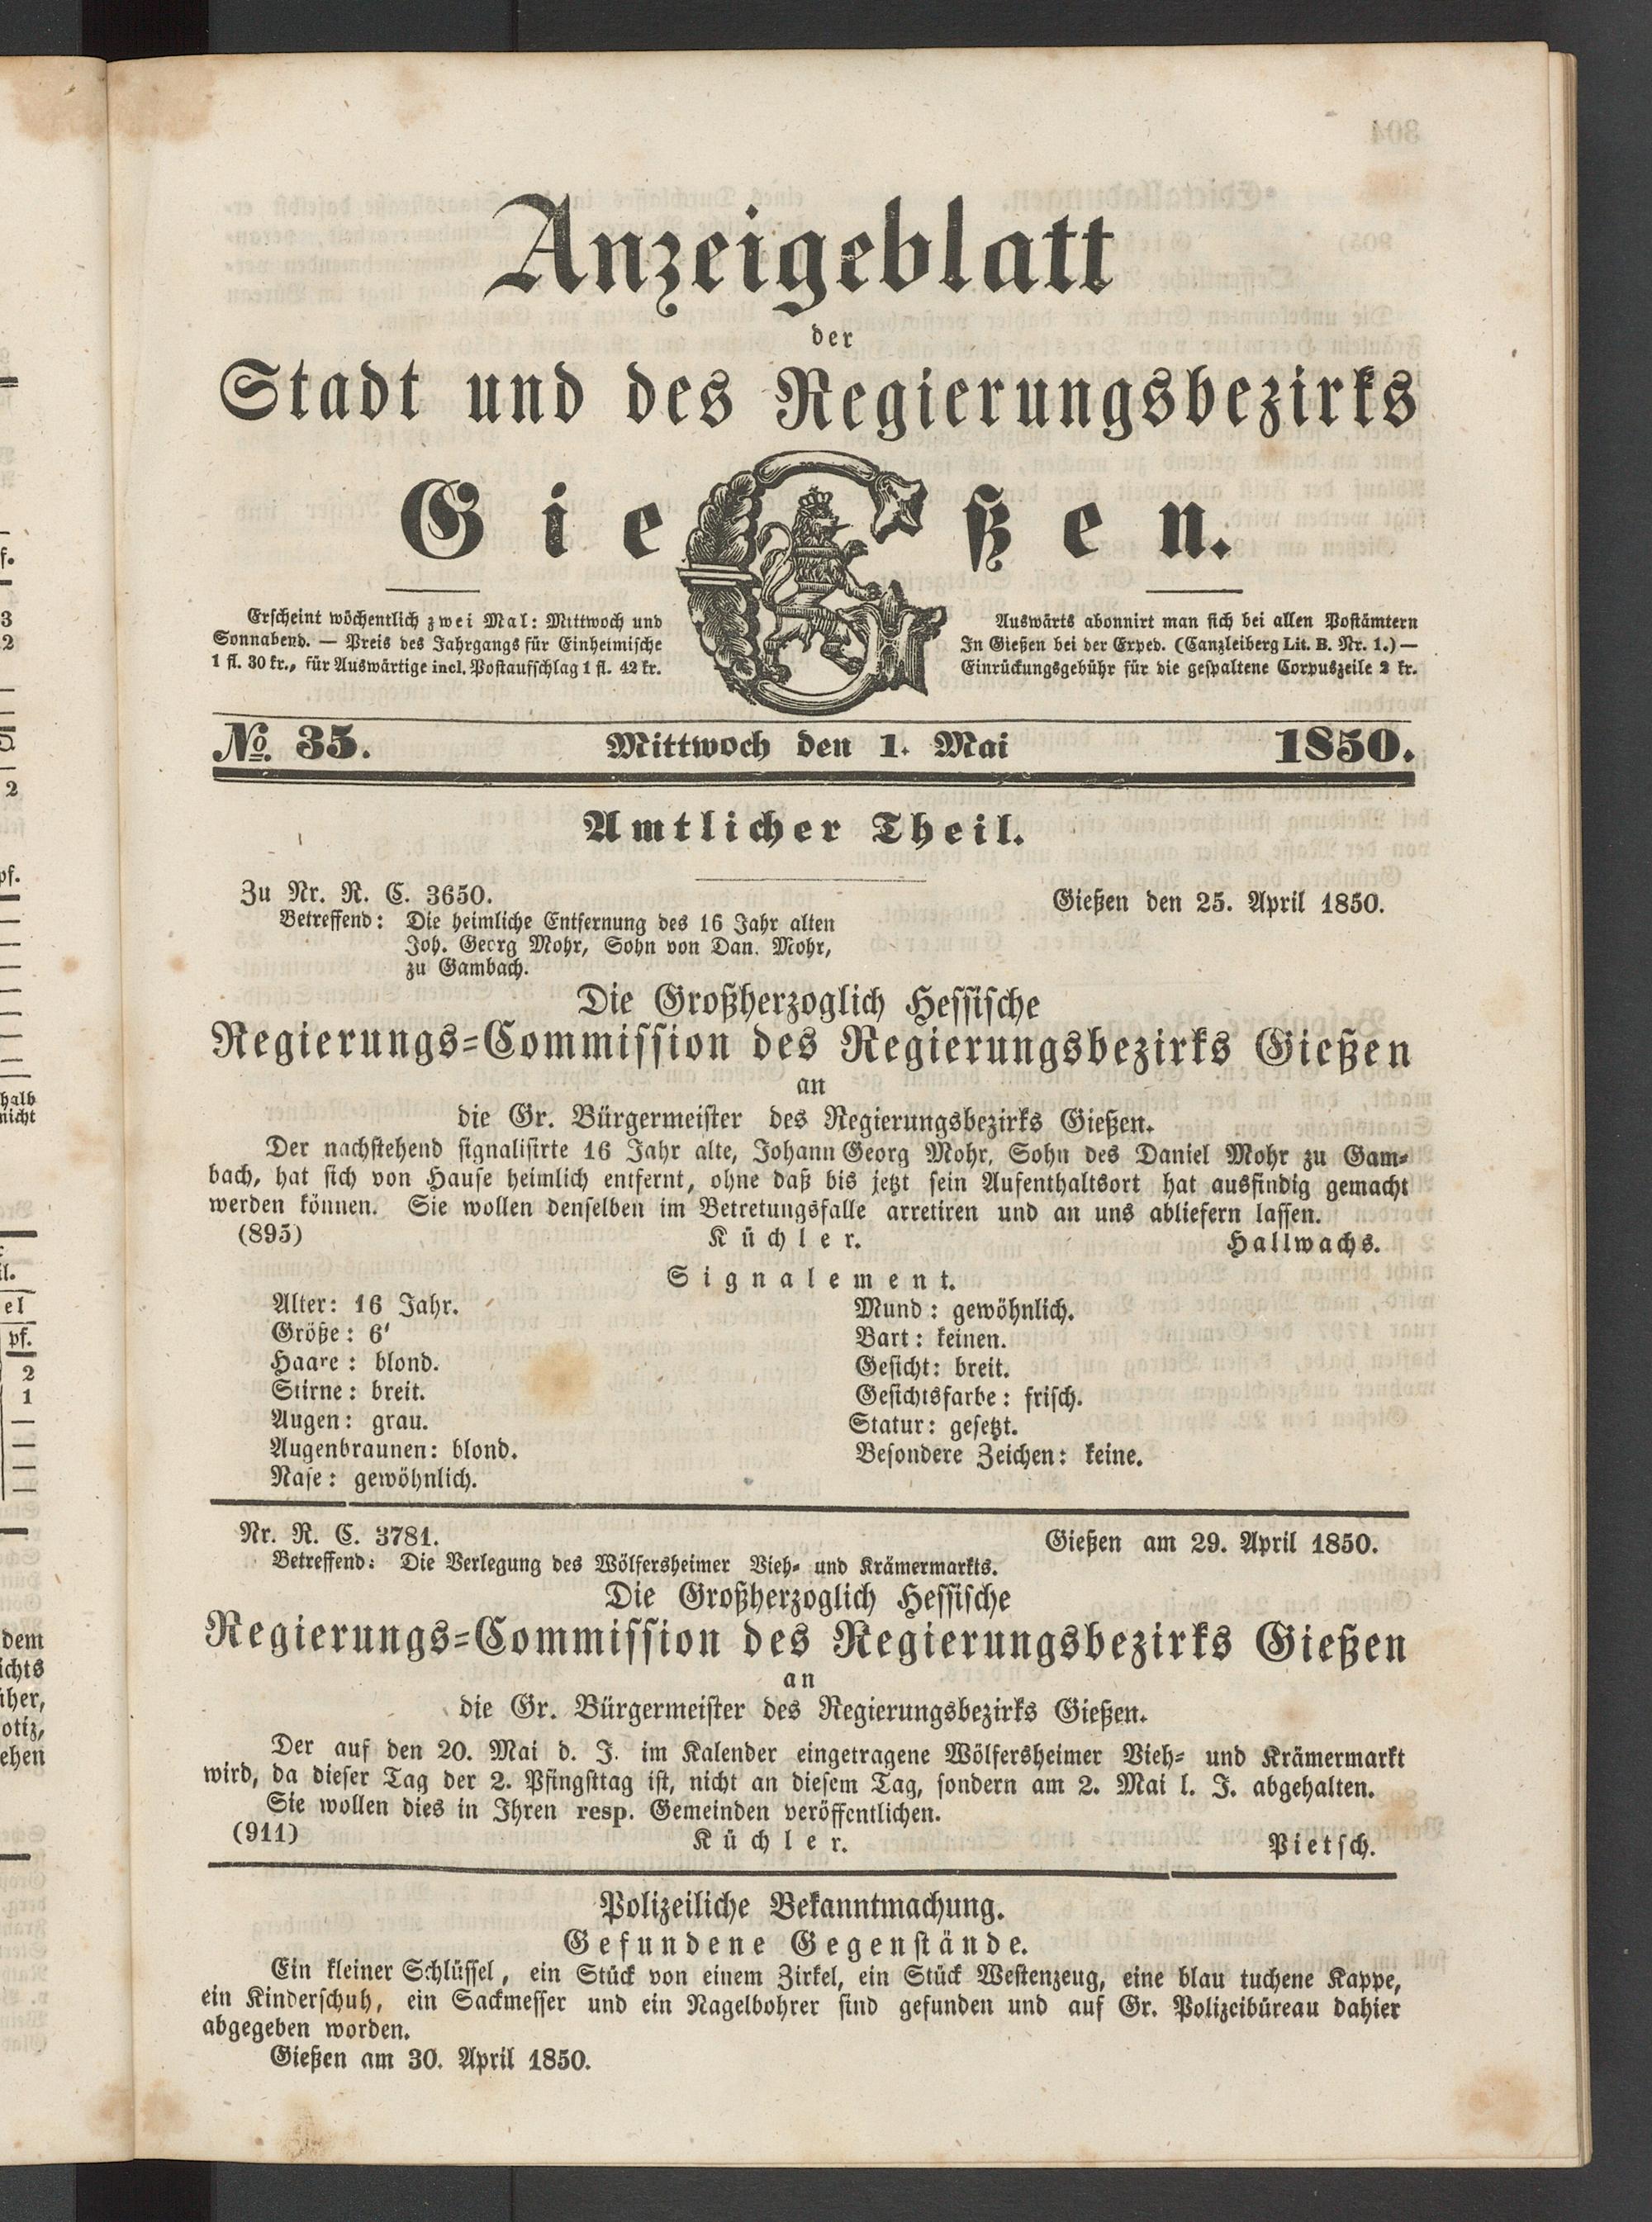 Anzeigeblatt
der
Stadt und des Regierungsbezirks
Gießen.
Erscheint wöchentlich zwei Mal: Mittwoch und
Sonnabend. — Preis des Jahrgangs für Einheimische
1 fl. 30 kr., für Auswärtige incl. Postaufschlag 1 fl. 42 kr.
Auswärts abonnirt man sich bei allen Postämtern
In Gießen bei der Exped. (Canzleiberg Lit. B. Nr. 1.) —
Einrückungsgebühr für die gespaltene Corpuszeile 2 kr.
No. 35. Mittwoch den 1. Mai 1850.
Amtlicher Theil.
Zu Nr. R. C. 3650. Gießen den 25. April 1850.
Betreffend: Die heimliche Entfernung des 16 Jahr alten
Joh. Georg Mohr, Sohn von Dan. Mohr,
zu Gambach.
Die Großherzoglich Hessische
Regierungs=Commission des Regierungsbezirks Gießen
an
die Gr. Bürgermeister des Regierungsbezirks Gießen.
Der nachstehend signalisirte 16 Jahr alte, Johann Georg Mohr, Sohn des Daniel Mohr zu Gam=
bach, hat sich von Hause heimlich entfernt, ohne daß bis jetzt sein Aufenthaltsort hat ausfindig gemacht
werden können. Sie wollen denselben im Betretungsfalle arretiren und an uns abliefern lassen.
(895) Küchler. Hallwachs.
Signalement.
Alter: 16 Jahr.
Größe: 6'
Haare: blond.
Stirne: breit.
Augen: grau.
Augenbraunen: blond.
Nase: gewöhnlich.
Mund: gewöhnlich.
Bart: keinen.
Gesicht: breit.
Gesichtsfarbe: frisch.
Statur: gesetzt.
Besondere Zeichen: keine.
Nr. R. C. 3781. Gießen am 29. April 1850.
Betreffend: Die Verlegung des Wölfersheimer Vieh= und Krämermarkts.
Die Großherzoglich Hessische
Regierungs=Commission des Regierungsbezirks Gießen
an
die Gr. Bürgermeister des Regierungsbezirks Gießen.
Der auf den 20. Mai d. J. im Kalender eingetragene Wölfersheimer Vieh= und Krämermarkt
wird, da dieser Tag der 2. Pfingsttag ist, nicht an diesem Tag, sondern am 2. Mai l. J. abgehalten.
Sie wollen dies in Ihren resp. Gemeinden veröffentlichen.
(911) Küchler. Pietsch.
Polizeiliche Bekanntmachung.
Gefundene Gegenstände.
Ein kleiner Schlüssel, ein Stück von einem Zirkel, ein Stück Westenzeug, eine blau tuchene Kappe,
ein Kinderschuh, ein Sackmesser und ein Nagelbohrer sind gefunden und auf Gr. Polizeibüreau dahier
abgegeben worden.
Gießen am 30. April 1850.